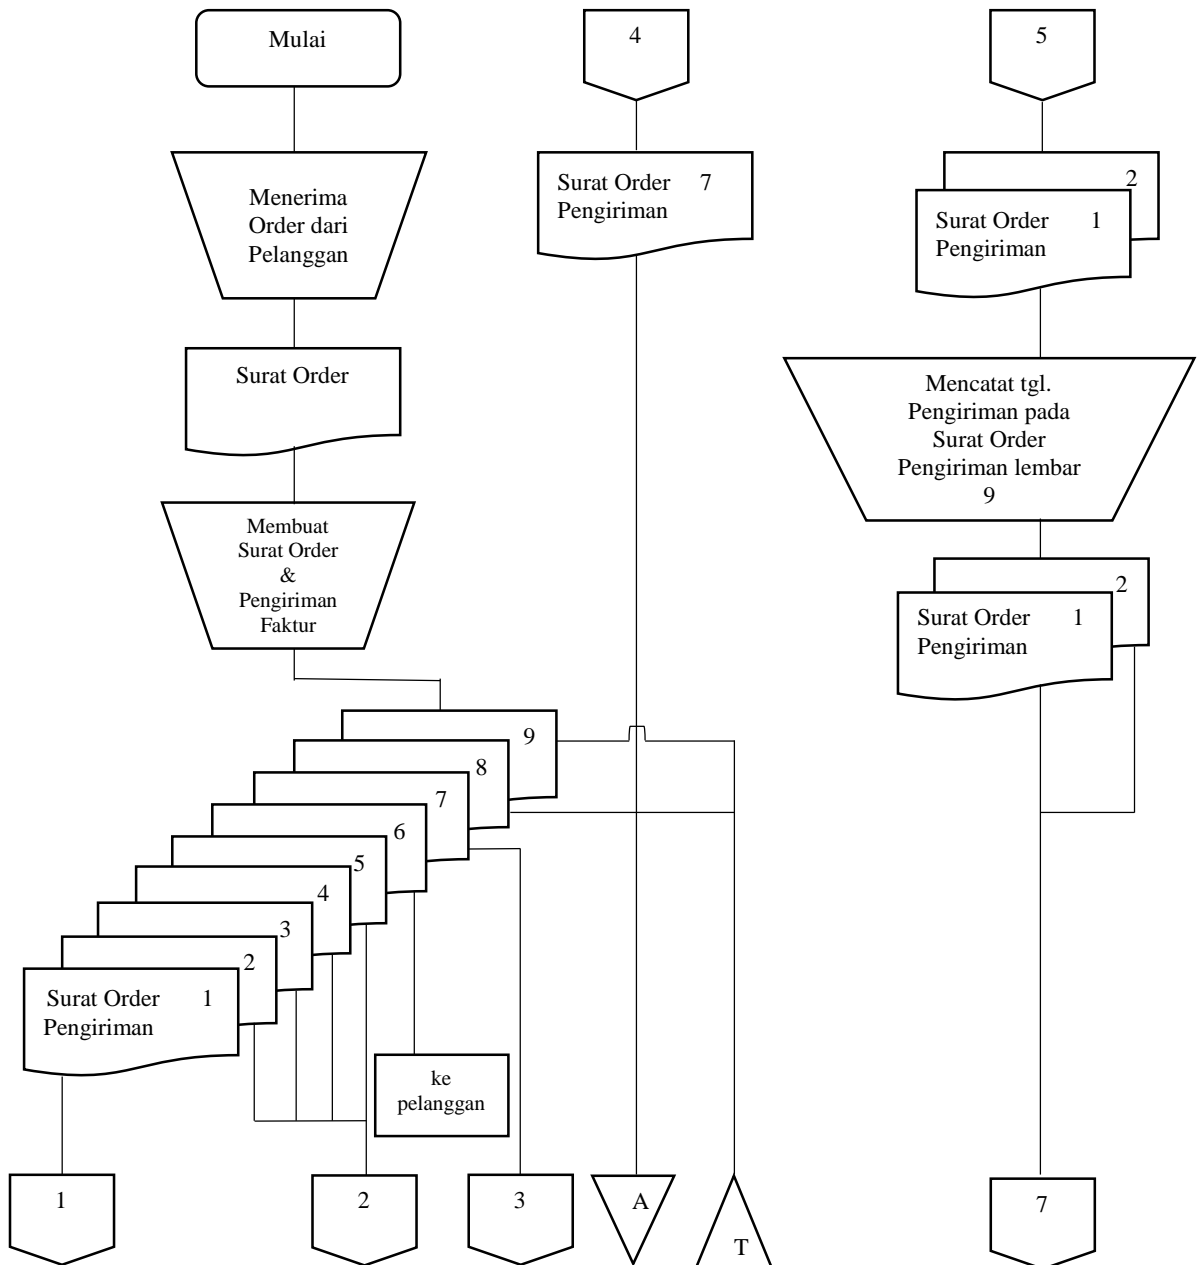 Mulai
Menerima
Order dari
Pelanggan
Surat Order
Membuat
Surat Order
&
Pengiriman
Faktur
9
8
7
6
5
4
3
2
Surat Order 1
Pengiriman
ke
pelanggan
1
2
3
4
Surat Order 7
Pengiriman
A
T
5
2
Surat Order 1
Pengiriman
Mencatat tgl.
Pengiriman pada
Surat Order
Pengiriman lembar
9
2
Surat Order 1
Pengiriman
7